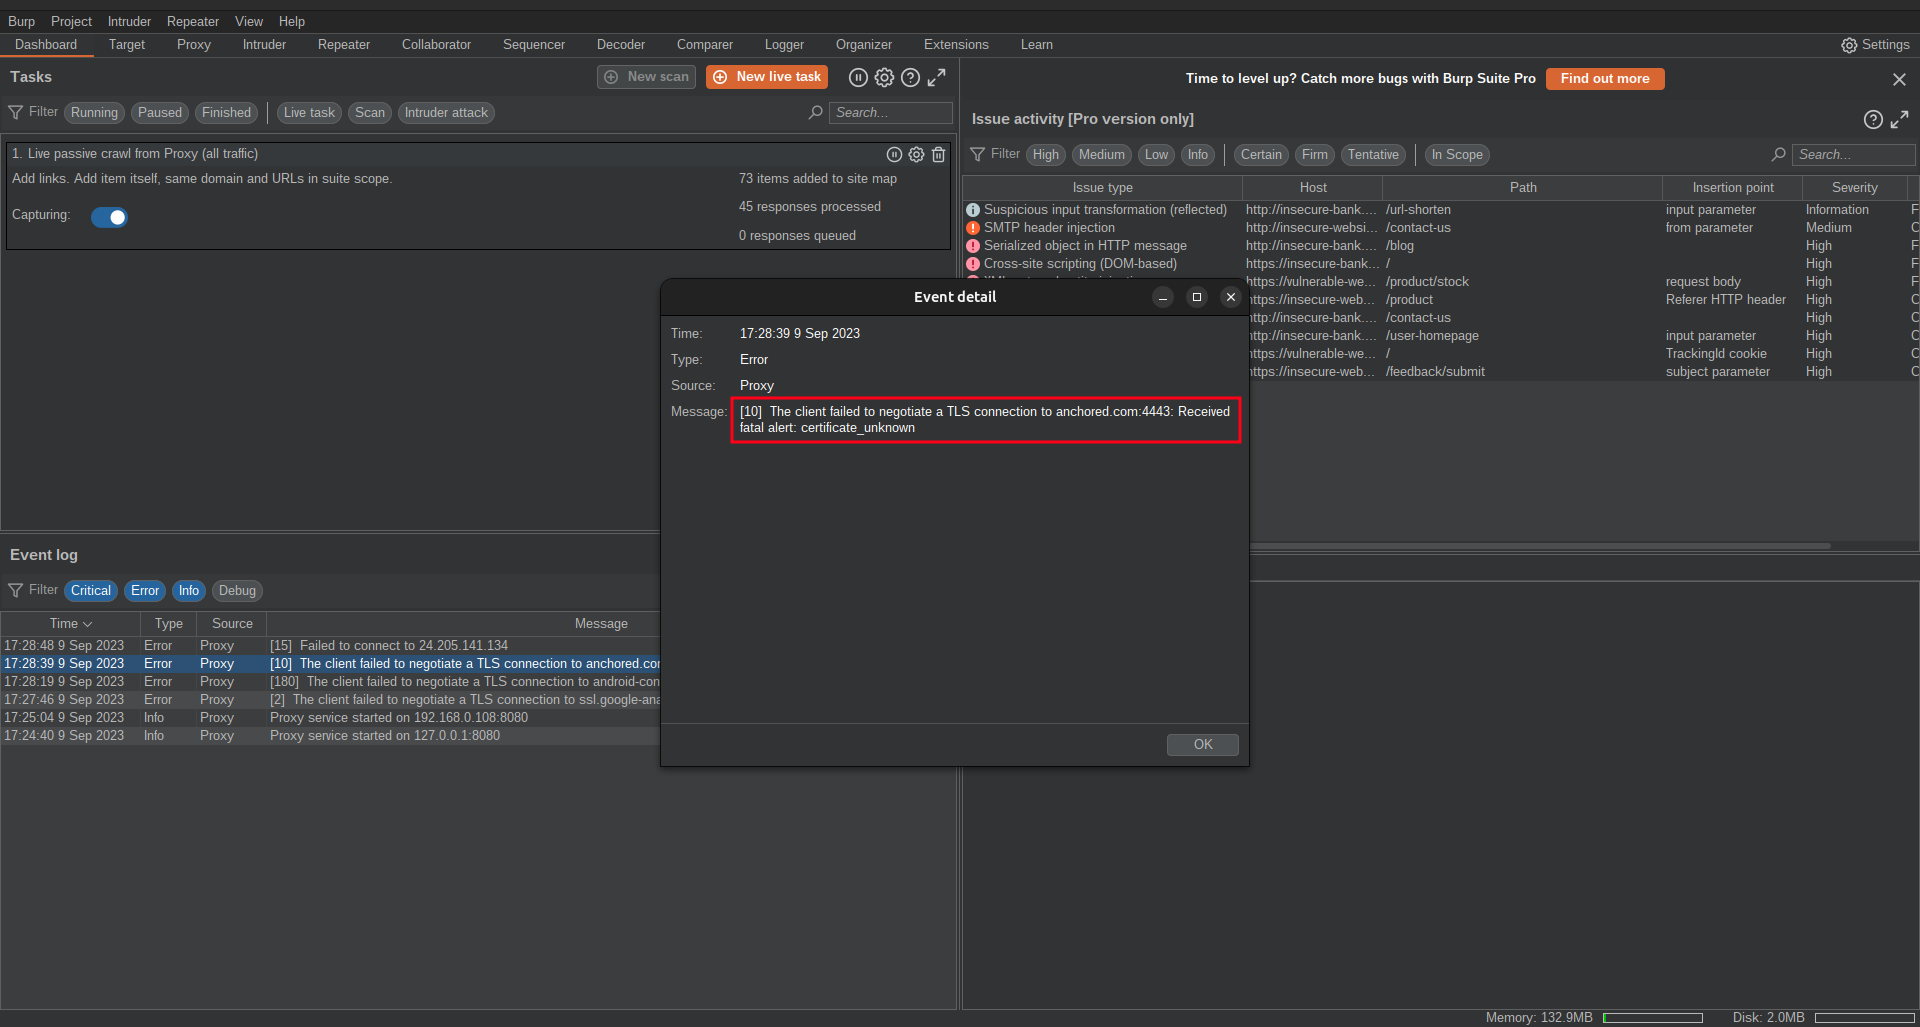 Burp Project Intruder Repeater View Help
Dashboard Target Proxy Intruder Repeater Collaborator Sequencer Decoder Comparer Logger Organizer Extensions Learn Settings
Tasks New scan New live task
Filter Running Paused Finished Live task Scan Intruder attack Search...
1. Live passive crawl from Proxy (all traffic)
Add links. Add item itself, same domain and URLs in suite scope. 73 items added to site map
45 responses processed
Capturing:
0 responses queued
Time to level up? Catch more bugs with Burp Suite Pro Find out more
Issue activity [Pro version only]
Filter High Medium Low Info Certain Firm Tentative In Scope Search...
Issue type Host Path Insertion point Severity
Suspicious input transformation (reflected) http://insecure-bank.... /url-shorten input parameter Information F
SMTP header injection http://insecure-websi... /contact-us from parameter Medium C
Serialized object in HTTP message http://insecure-bank.... /blog High F
Cross-site scripting (DOM-based) https://insecure-bank.... / High F
https://vulnerable-we... /product/stock request body High F
https://insecure-web... /product Referer HTTP header High C
http://insecure-bank.... /contact-us High C
http://insecure-bank.... /user-homepage input parameter High F
https://vulnerable-we... / TrackingId cookie High C
https://insecure-web... /feedback/submit subject parameter High C
Event detail
Time: 17:28:39 9 Sep 2023
Type: Error
Source: Proxy
Message: [10] The client failed to negotiate a TLS connection to anchored.com:4443: Received
fatal alert: certificate_unknown
OK
Event log
Filter Critical Error Info Debug
Time Type Source Message
17:28:48 9 Sep 2023 Error Proxy [15] Failed to connect to 24.205.141.134
17:28:39 9 Sep 2023 Error Proxy [10] The client failed to negotiate a TLS connection to anchored.cor
17:28:19 9 Sep 2023 Error Proxy [180] The client failed to negotiate a TLS connection to android-con
17:27:46 9 Sep 2023 Error Proxy [2] The client failed to negotiate a TLS connection to ssl.google-ana
17:25:04 9 Sep 2023 Info Proxy Proxy service started on 192.168.0.108:8080
17:24:40 9 Sep 2023 Info Proxy Proxy service started on 127.0.0.1:8080
Memory: 132.9MB Disk: 2.0MB